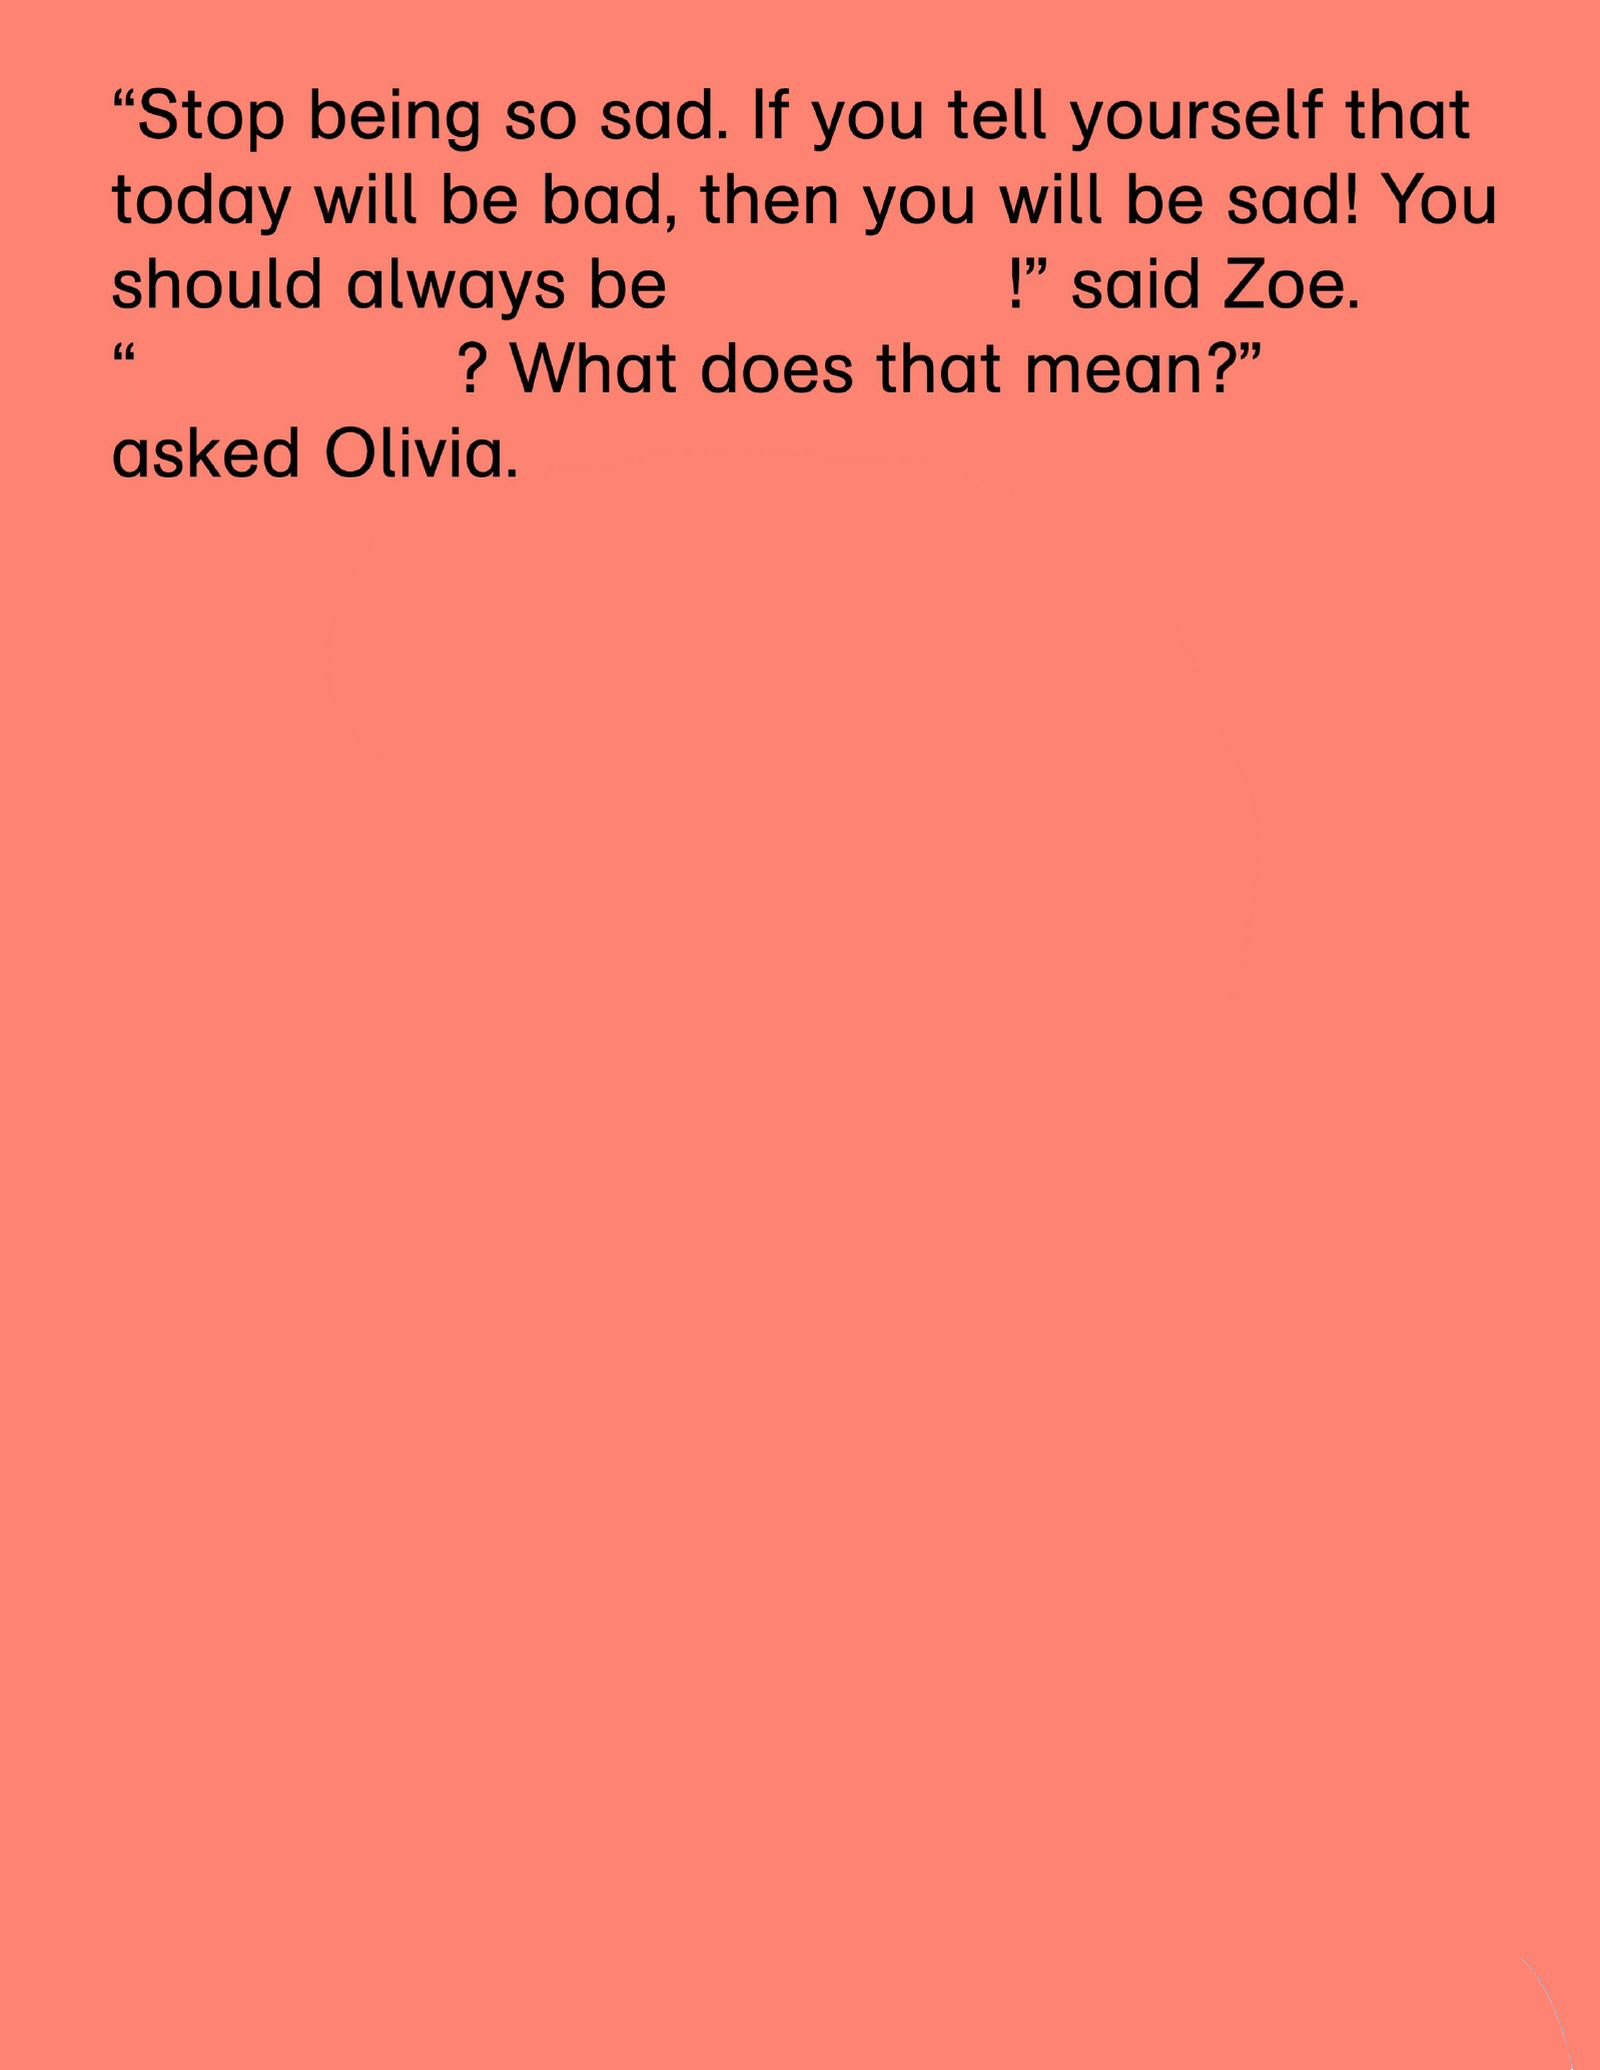 “Stop being so sad. If you tell yourself that
today will be bad, then you will be sad! You
should always be !” said Zoe.
“ ? What does that mean?”
asked Olivia.